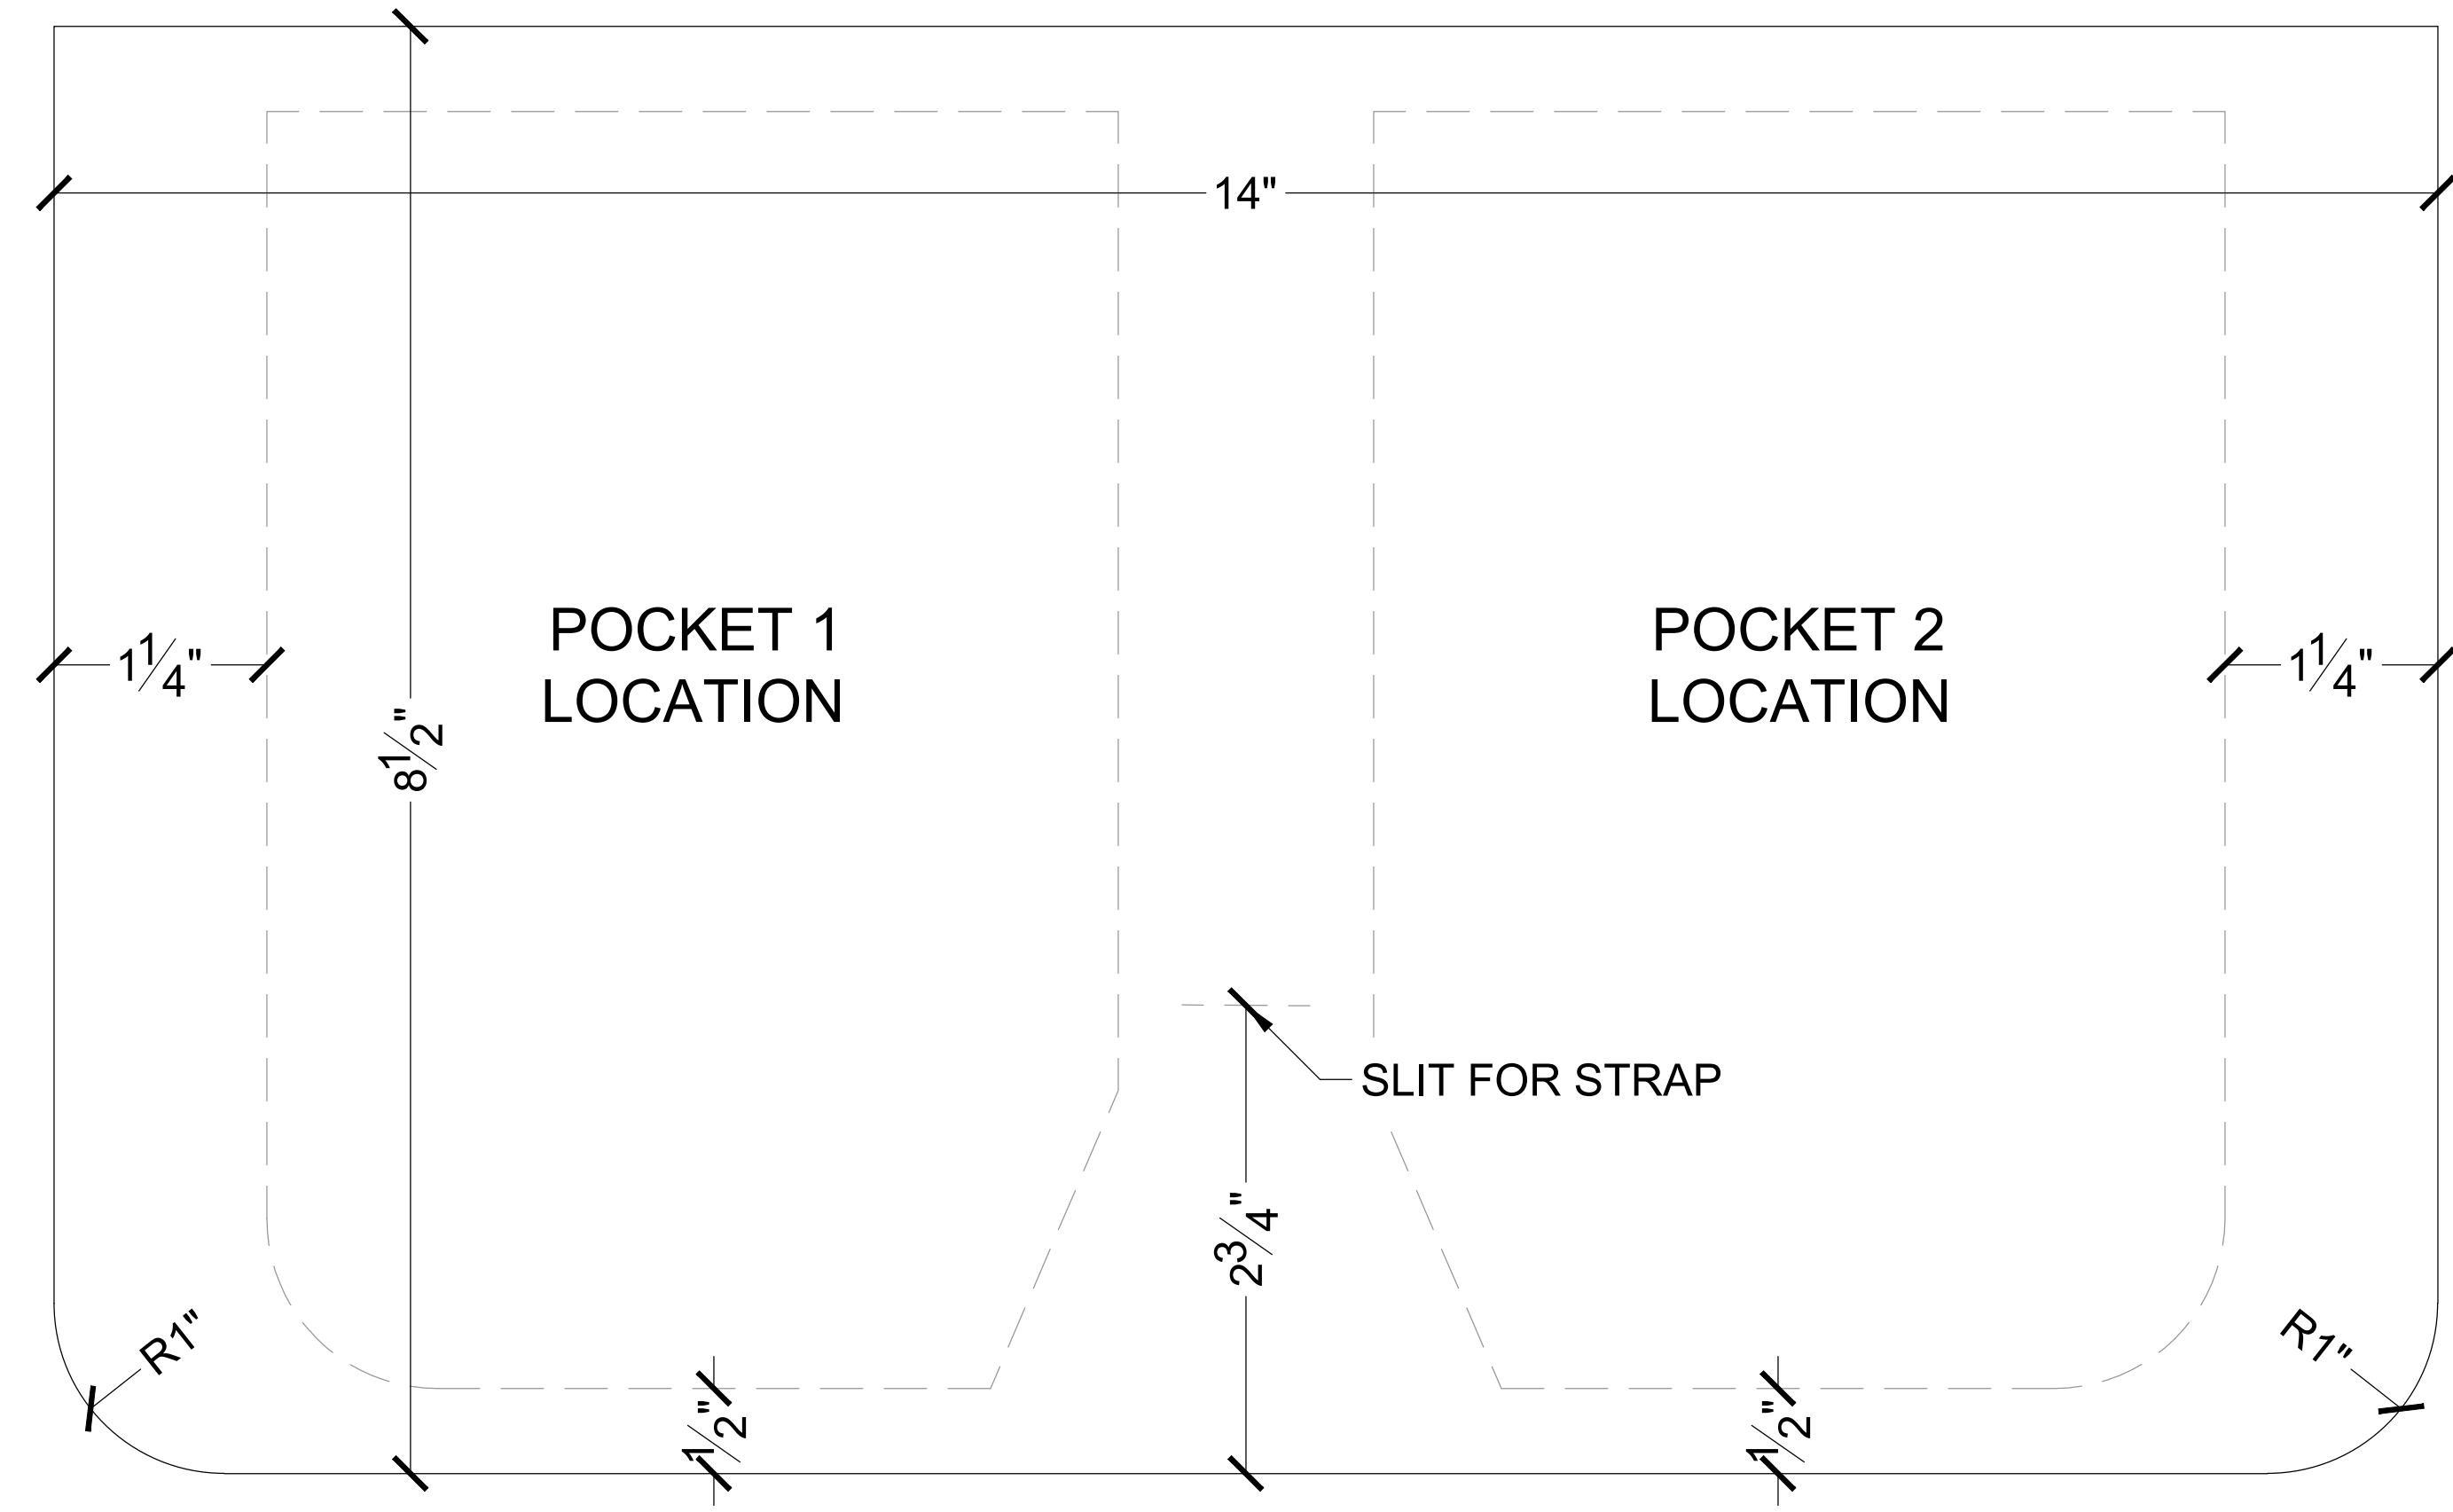 14"
POCKET 1
LOCATION
POCKET 2
LOCATION
1 1/4"
1 1/4"
8 1/2"
SLIT FOR STRAP
2 3/4"
R1"
R1"
1/2"
1/2"